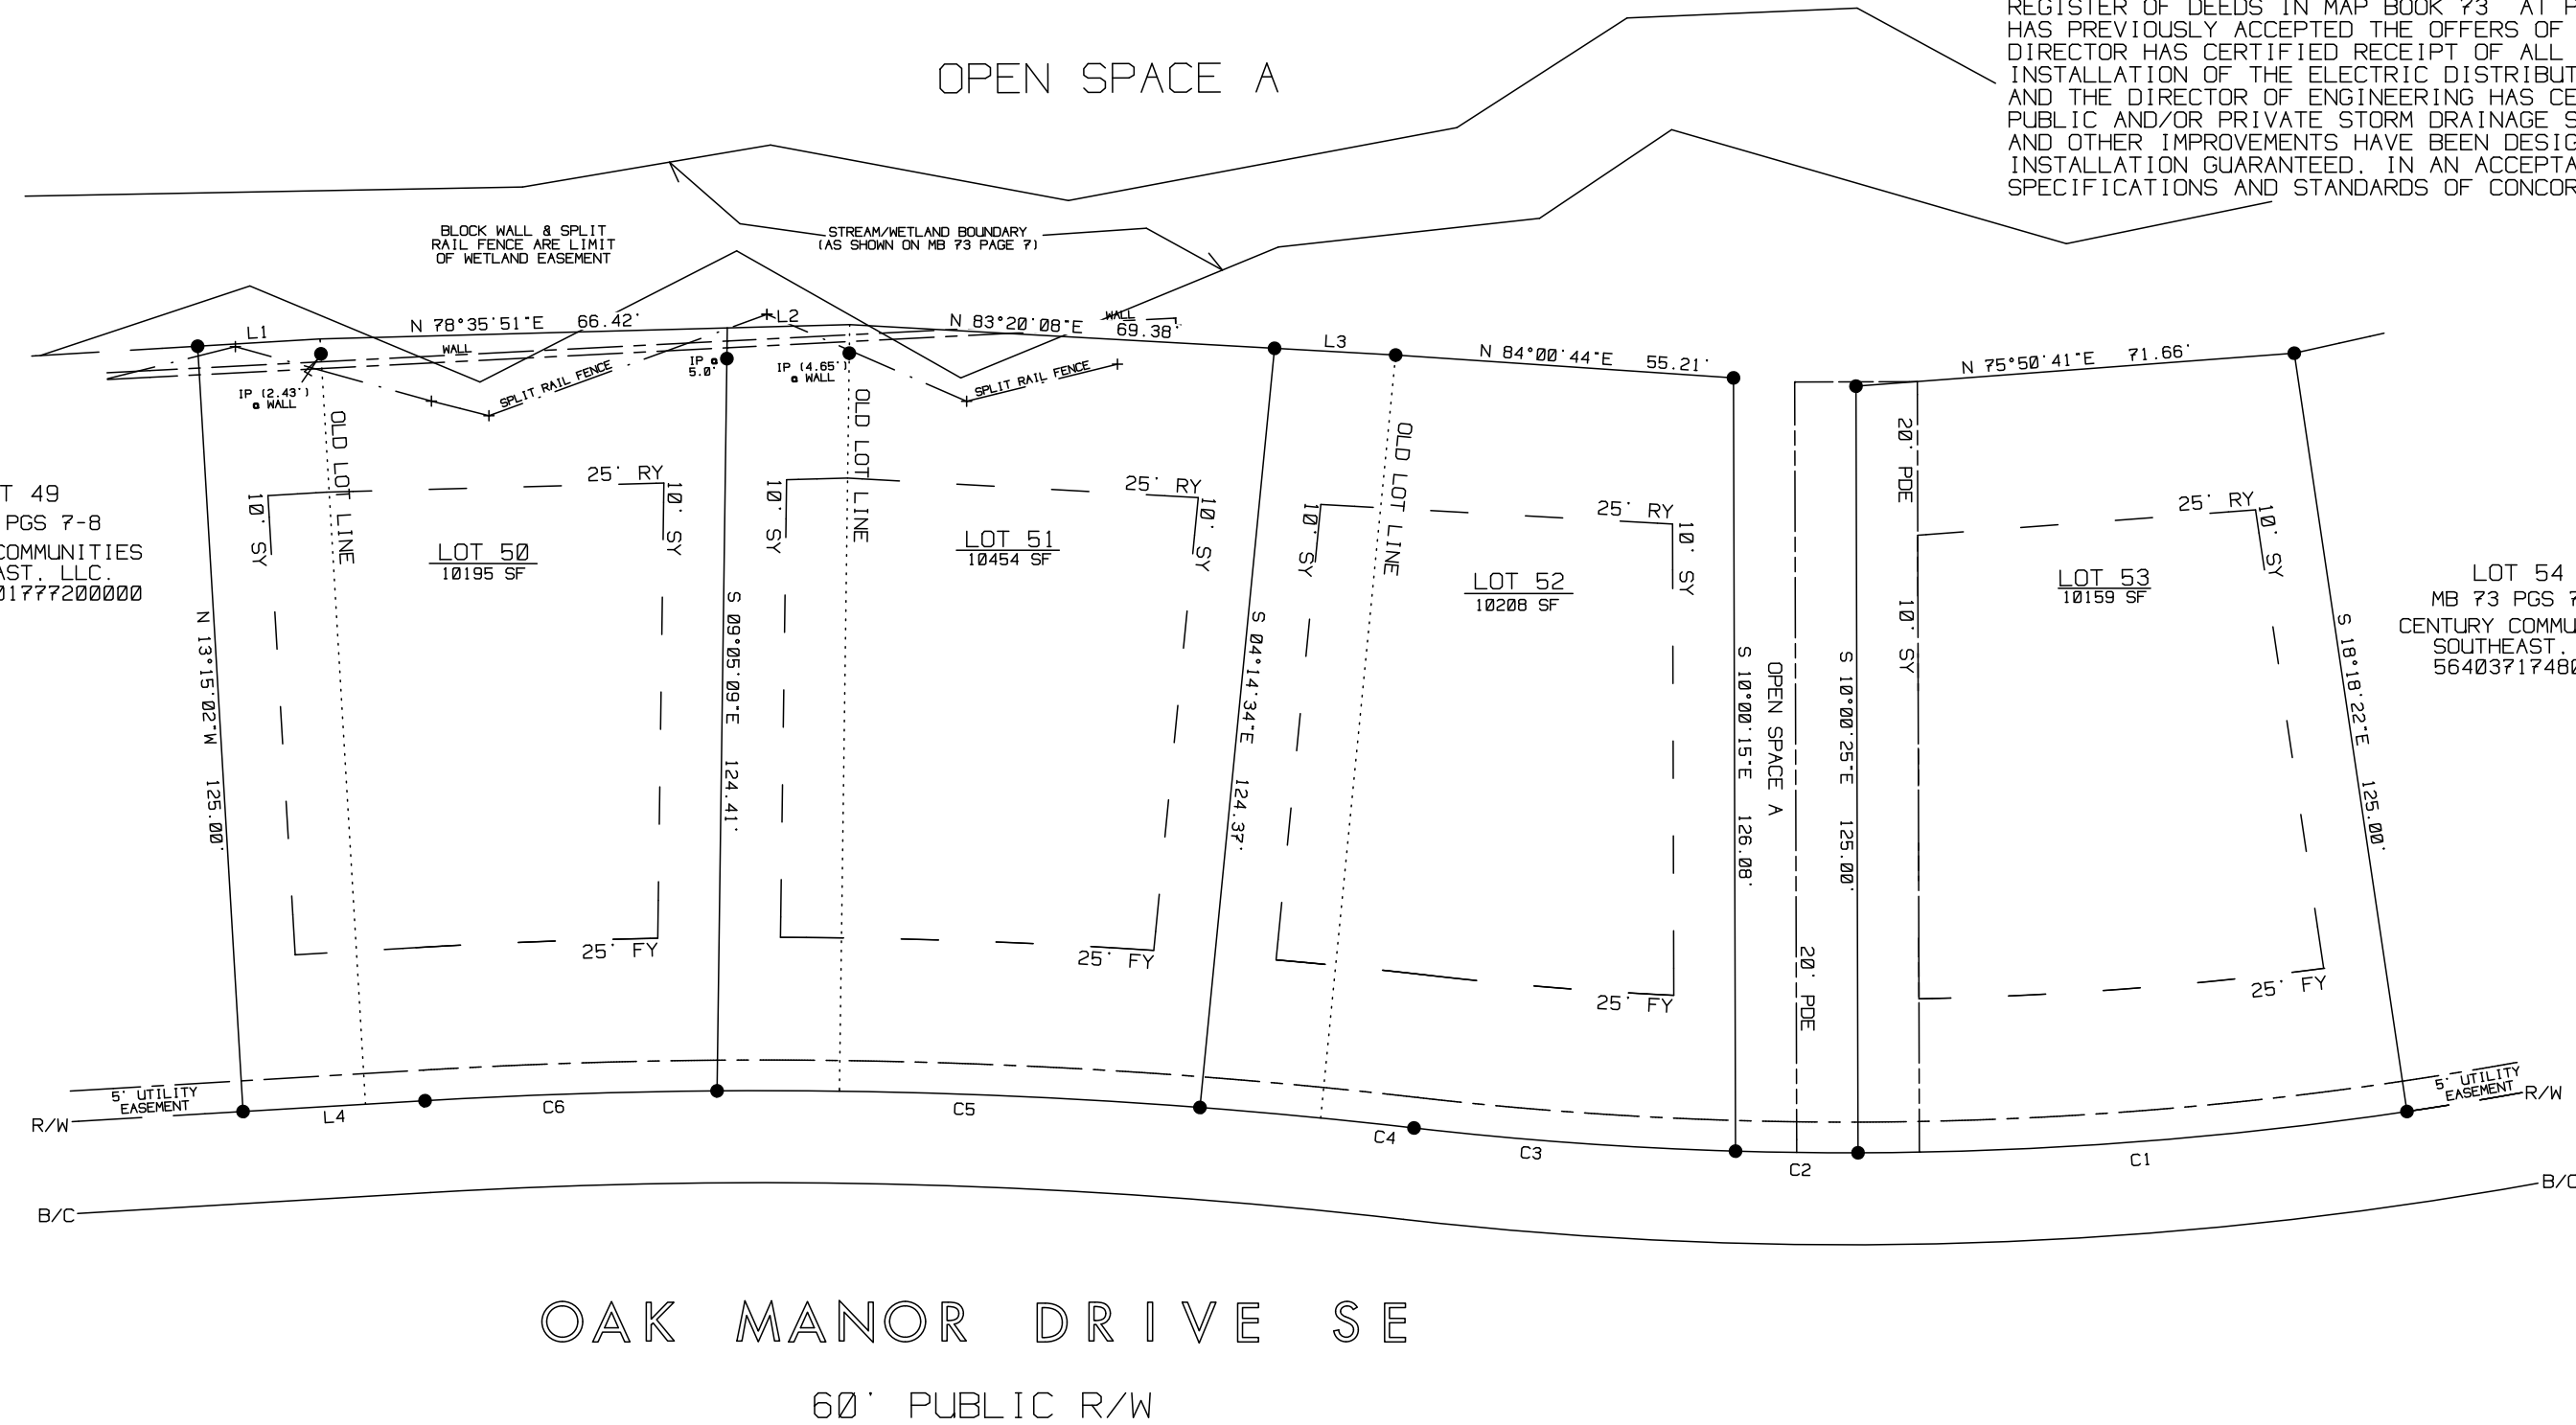 REGISTER OF DEEDS IN MAP BOOK 73 AT
HAS PREVIOUSLY ACCEPTED THE OFFERS OF
DIRECTOR HAS CERTIFIED RECEIPT OF ALL
INSTALLATION OF THE ELECTRIC DISTRIBUT
AND THE DIRECTOR OF ENGINEERING HAS CE
PUBLIC AND/OR PRIVATE STORM DRAINAGE S
AND OTHER IMPROVEMENTS HAVE BEEN DESIG
INSTALLATION GUARANTEED, IN AN ACCEPTA
SPECIFICATIONS AND STANDARDS OF CONCOR
OPEN SPACE A
BLOCK WALL & SPLIT
RAIL FENCE ARE LIMIT
OF WETLAND EASEMENT
STREAM/WETLAND BOUNDARY
(AS SHOWN ON MB 73 PAGE 7)
L1
N 78°35'51"E 66.42'
L2
N 83°20'08"E 69.38'
WALL
L3
N 84°00'44"E 55.21'
N 75°50'41"E 71.66'
WALL
SPLIT RAIL FENCE
SPLIT RAIL FENCE
IP (2.43')
@ WALL
IP @
5.0'
IP (4.65')
@ WALL
OLD LOT LINE
OLD LOT LINE
OLD LOT LINE
T 49
PGS 7-8
COMMUNITIES
AST, LLC.
01777200000
N 13°15'02"W 125.00'
10' SY
25' RY
10' SY
LOT 50
10195 SF
25' FY
S 09°05'09"E 124.41'
10' SY
25' RY
10' SY
LOT 51
10454 SF
25' FY
S 04°14'34"E 124.37'
10' SY
25' RY
10' SY
LOT 52
10208 SF
25' FY
S 10°00'15"E 126.08'
OPEN SPACE A
20' PDE
S 10°00'25"E 125.00'
20' PDE
10' SY
25' RY
10' SY
LOT 53
10159 SF
25' FY
S 18°18'22"E 125.00'
LOT 54
MB 73 PGS 7
CENTURY COMMU
SOUTHEAST,
5640371748
5' UTILITY
EASEMENT
5' UTILITY
EASEMENT
R/W
L4
C6
C5
C4
C3
C2
C1
R/W
B/C
B/C
OAK MANOR DRIVE SE
60' PUBLIC R/W